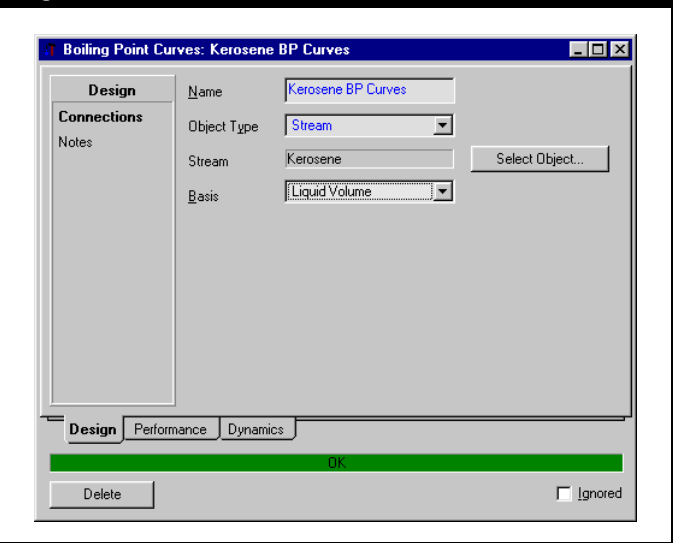 Boiling Point Curves: Kerosene BP Curves
Design
Connections
Notes
Name Kerosene BP Curves
Object Type Stream
Stream Kerosene Select Object...
Basis Liquid Volume
Design Performance Dynamics
OK
Delete Ignored